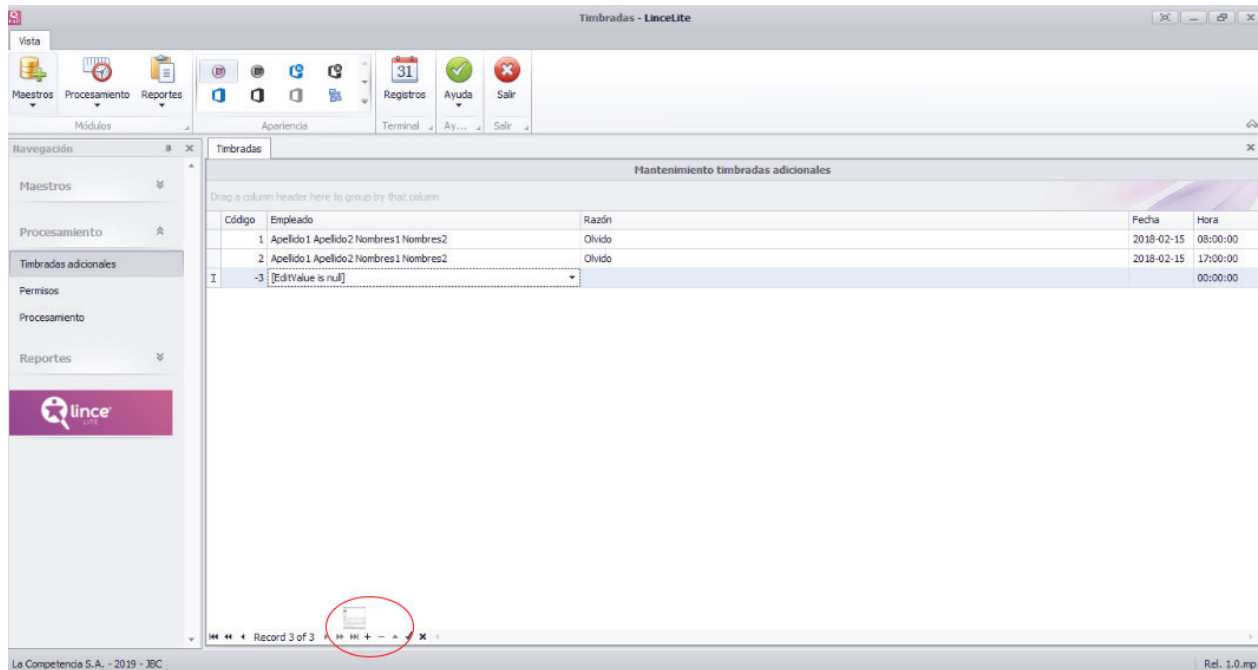 Timbradas - LinceLite
Vista
Maestros Procesamiento Reportes
31
Registros Ayuda Salir
Módulos Apariencia Terminal Ay... Salir
Navegación
Timbradas
Mantenimiento timbradas adicionales
Maestros
Drag a column header here to group by that column
Código Empleado Razón Fecha Hora
Procesamiento
1 Apellido1 Apellido2 Nombres1 Nombres2 Olvido 2018-02-15 08:00:00
Timbradas adicionales
2 Apellido1 Apellido2 Nombres1 Nombres2 Olvido 2018-02-15 17:00:00
-3 [EditValue is null] 00:00:00
Permisos
Procesamiento
Reportes
lince
LITE
Record 3 of 3
La Competencia S.A. - 2019 - JBC
Rel. 1.0.mp